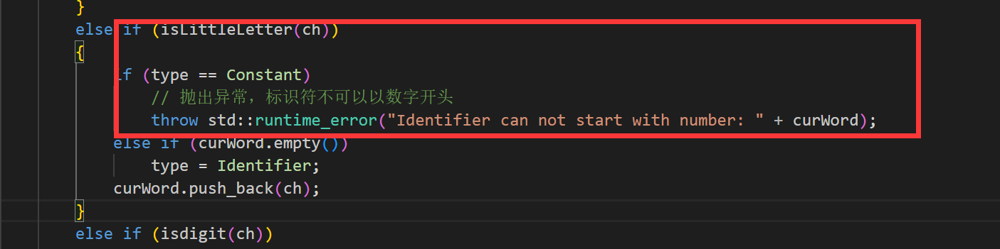 }
else if (isLittleLetter(ch))
{
if (type == Constant)
// 抛出异常，标识符不可以以数字开头
throw std::runtime_error("Identifier can not start with number: " + curWord);
else if (curWord.empty())
type = Identifier;
curWord.push_back(ch);
}
else if (isdigit(ch))